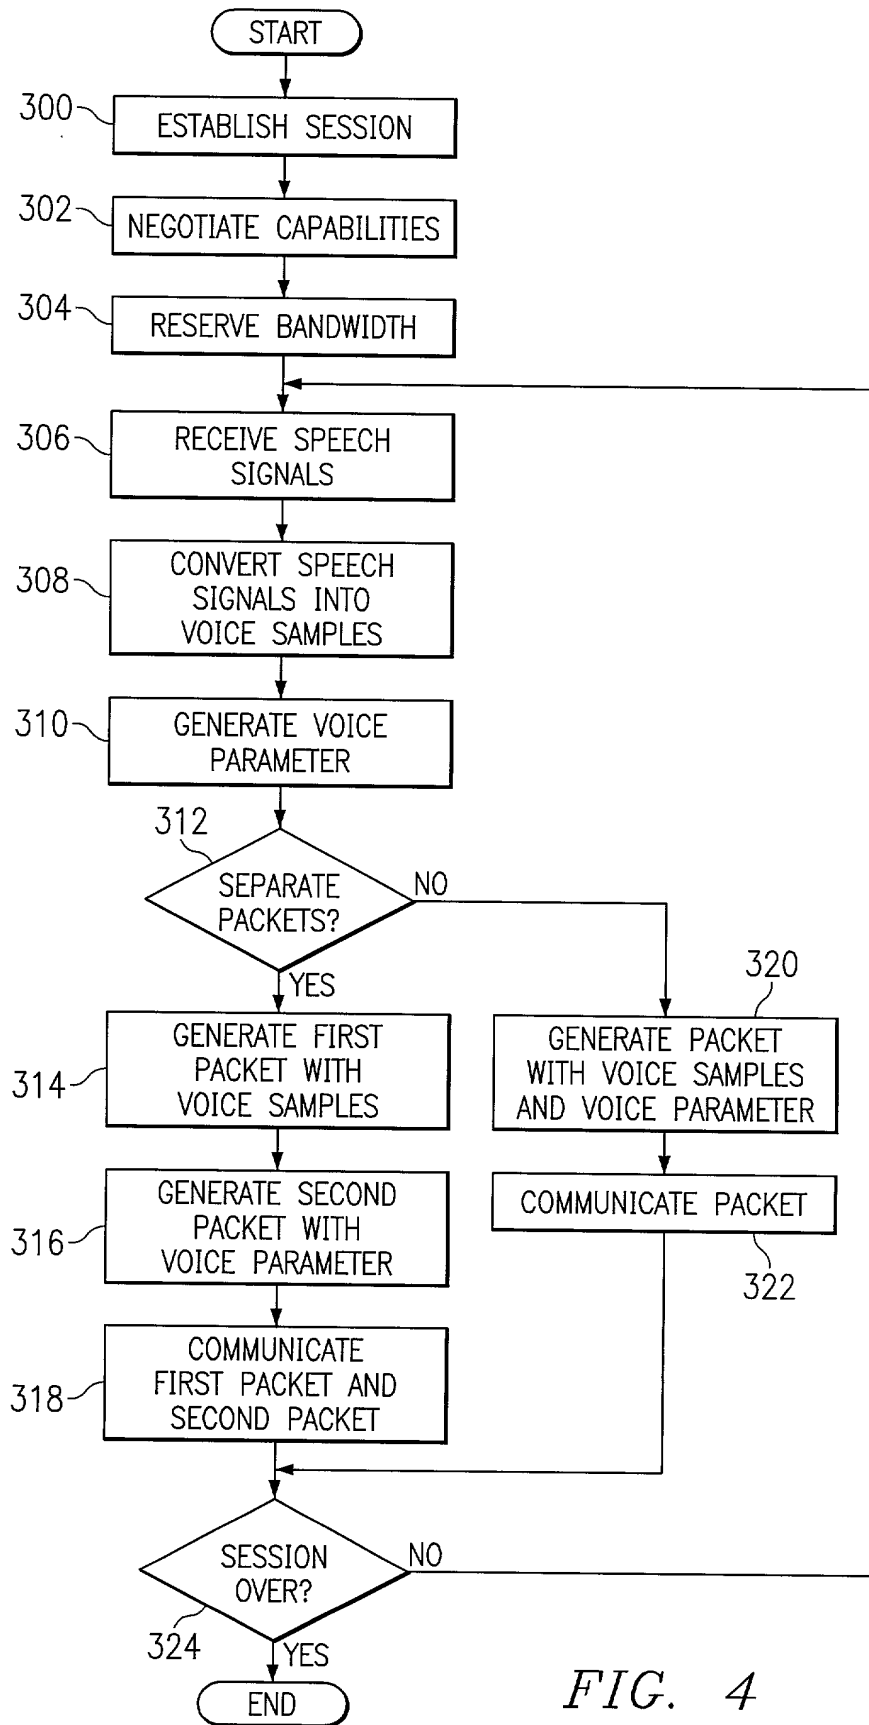 START
300
ESTABLISH SESSION
302
NEGOTIATE CAPABILITIES
304
RESERVE BANDWIDTH
306
RECEIVE SPEECH
SIGNALS
308
CONVERT SPEECH
SIGNALS INTO
VOICE SAMPLES
310
GENERATE VOICE
PARAMETER
312
SEPARATE
PACKETS?
NO
YES
314
GENERATE FIRST
PACKET WITH
VOICE SAMPLES
316
GENERATE SECOND
PACKET WITH
VOICE PARAMETER
318
COMMUNICATE
FIRST PACKET AND
SECOND PACKET
320
GENERATE PACKET
WITH VOICE SAMPLES
AND VOICE PARAMETER
COMMUNICATE PACKET
322
SESSION
OVER?
NO
324
YES
END
FIG. 4